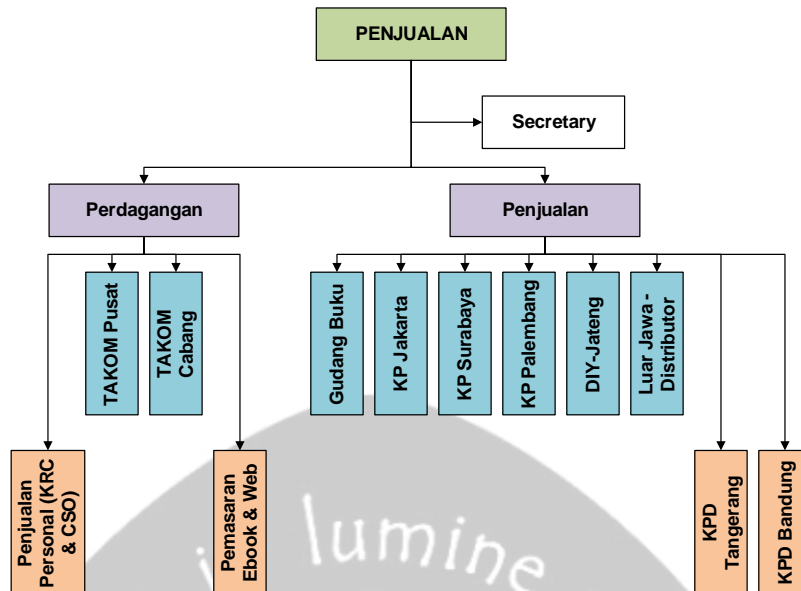 PENJUALAN
Secretary
Perdagangan
Penjualan
TAKOM Pusat
TAKOM
Cabang
Gudang Buku
KP Jakarta
KP Surabaya
KP Palembang
DIY-Jateng
Luar Jawa -
Distributor
Penjualan
Personal (KRC
& CSO)
Pemasaran
Ebook & Web
KPD
Tangerang
KPD Bandung
lumine